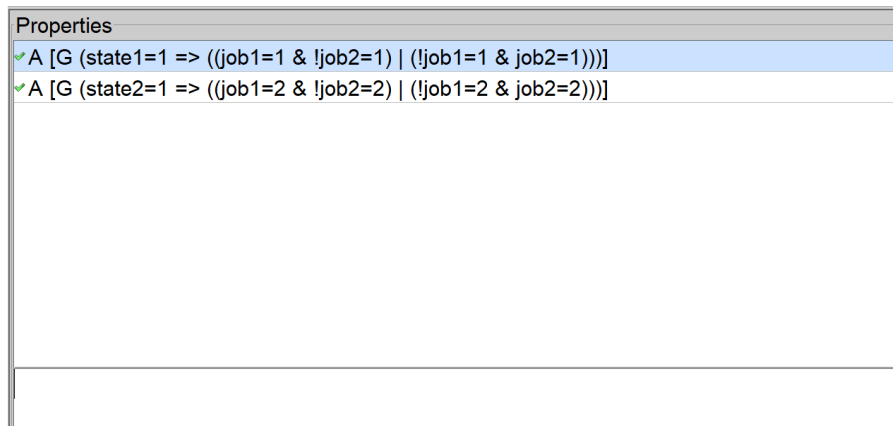 Properties
A [G (state1=1 => ((job1=1 & !job2=1) | (!job1=1 & job2=1)))]
A [G (state2=1 => ((job1=2 & !job2=2) | (!job1=2 & job2=2)))]